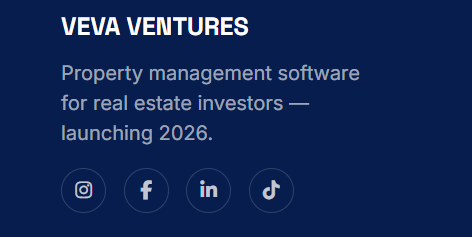 VEVA VENTURES
Property management software
for real estate investors —
launching 2026.